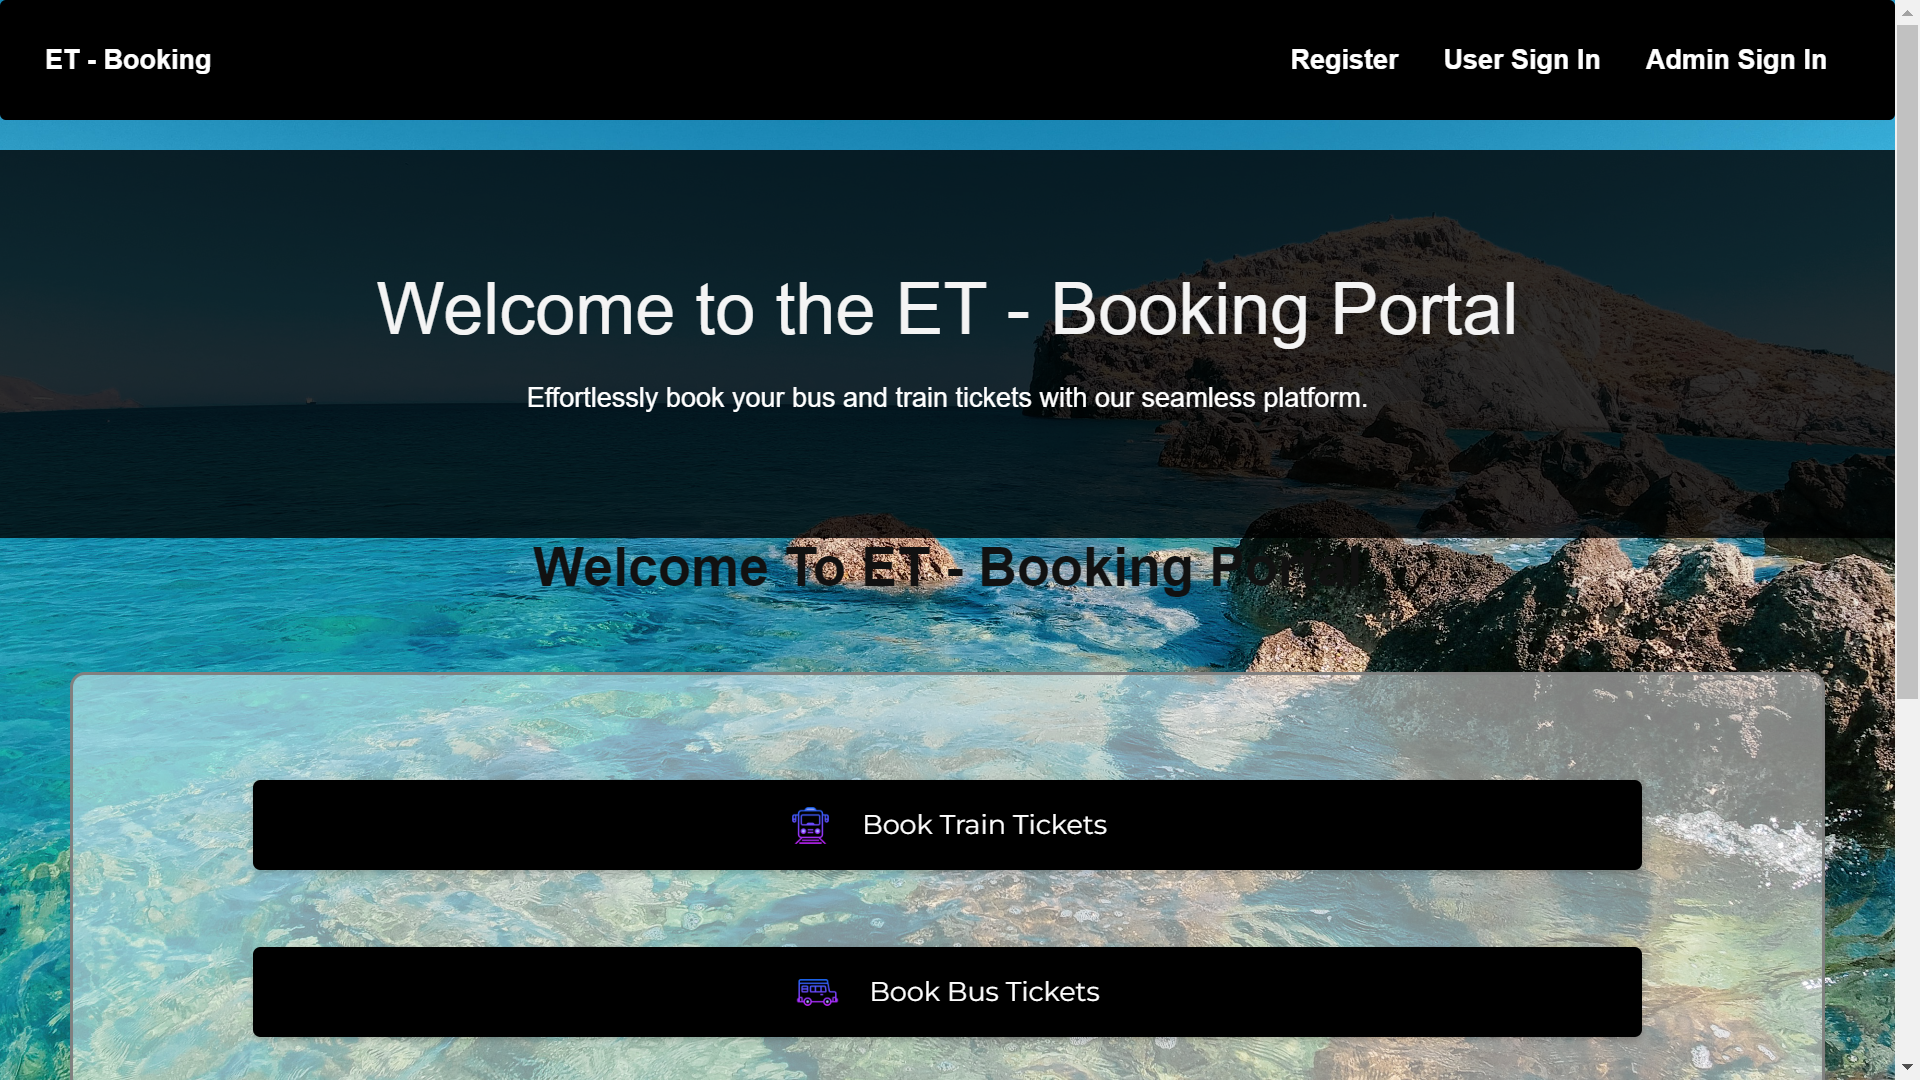 ET - Booking
Register
User Sign In
Admin Sign In
Welcome to the ET - Booking Portal
Effortlessly book your bus and train tickets with our seamless platform.
Welcome To ET - Booking Portal
Book Train Tickets
Book Bus Tickets